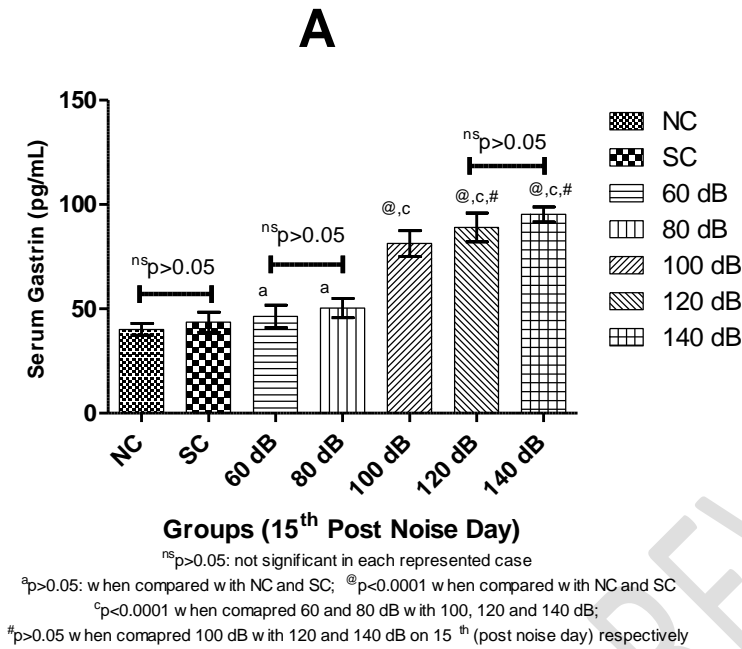 A
150
100
50
0
Serum Gastrin (pg/mL)
nsp>0.05
nsp>0.05
nsp>0.05
a
a
@,c
@,c,#
@,c,#
NC
SC
60 dB
80 dB
100 dB
120 dB
140 dB
NC
SC
60 dB
80 dB
100 dB
120 dB
140 dB
Groups (15th Post Noise Day)
nsp>0.05: not significant in each represented case
ap>0.05: when compared with NC and SC; @p<0.0001 when compared with NC and SC
cp<0.0001 when comapred 60 and 80 dB with 100, 120 and 140 dB;
#p>0.05 when comapred 100 dB with 120 and 140 dB on 15 th (post noise day) respectively